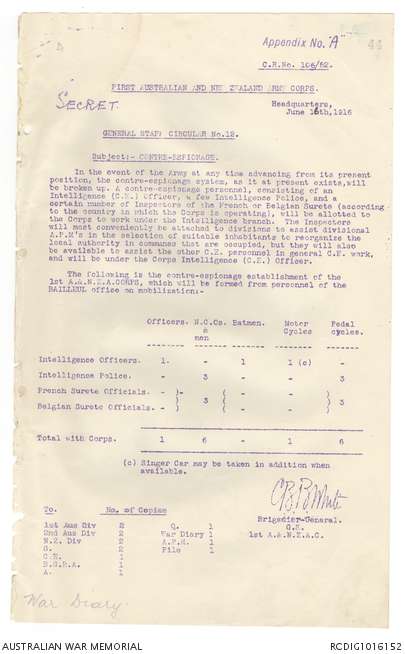 Appendix No. "A"
44
C.R.No. 106/62.
FIRST AUSTRALIAN AND NEW ZEALAND ARMY CORPS.
SECRET
Headquarters,
June 16th, 1916
GENERAL STAFF CIRCULAR No.12.
Subject:- CONTRE-ESPIONAGE.
In the event of the Army at any time advancing from its present
position, the contre-espionage system, as it at present exists,will
be broken up. A contre-espionage personnel, consisting of an
Intelligence (C.E.) Officer, a few Intelligence Police, and a
certain number of Inspectors of the French or Belgian Surete (according
to the country in which the Corps is operating), will be allotted to
the Corps to work under the Intelligence branch. The Inspectors
will most conveniently be attached to divisions to assist divisional
A.P.M's in the selection of suitable inhabitants to reorganize the
local authority in communes that are occupied, but they will also
be available to assist the other C.E. personnel in general C.E. work,
and will be under the Corps Intelligence (C.E.) Officer.
The following is the contre-espionage establishment of the
1st A.&N.Z.A.CORPS, which will be formed from personnel of the
BAILLEUL office on mobilization:-
Officers. N.C.Os. Batmen. Motor Pedal
& Cycles cycles.
men
Intelligence Officers. 1 - 1 1 (c) -
Intelligence Police. - 3 - - 3
French Surete Officials. -
3 3
Belgian Surete Officials. -
Total with Corps. 1 6 - 1 6
(c) Singer Car may be taken in addition when
available.
C B B White
Brigadier-General.
G.S.
1st A.&N.Z.A.C.
To. No. of Copies
1st Aus Div 2 Q. 1
2nd Aus Div 2 War Diary 1
N.Z. Div 2 A.P.M. 1
G. 2 File 1
C.E. 1
B.G.R.A. 1
A. 1
War Diary.
AUSTRALIAN WAR MEMORIAL
RCDIG1016152